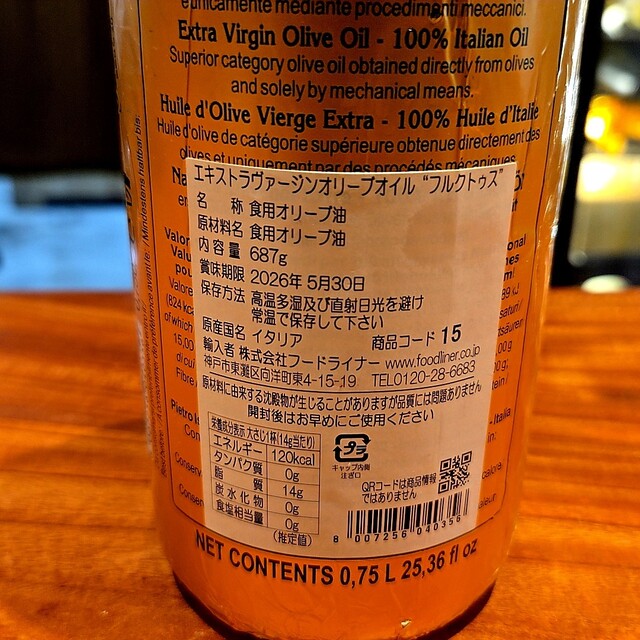 e unicamente mediante procedimenti meccanici.
Extra Virgin Olive Oil - 100% Italian Oil
Superior category olive oil obtained directly from olives
and solely by mechanical means.
Huile d'Olive Vierge Extra - 100% Huile d'Italie
Huile d'olive de catégorie supérieure obtenue directement des
olives et uniquement par des procédés mécaniques
エキストラヴァージンオリーブオイル "フルクトゥス"
名 称 食用オリーブ油
原材料名 食用オリーブ油
内容量 687g
賞味期限 2026年 5月30日
保存方法 高温多湿及び直射日光を避け
常温で保存して下さい
原産国名 イタリア 商品コード 15
輸入者 株式会社フードライナー www.foodliner.co.jp
神戸市東灘区向洋町東4-15-19 TEL0120-28-6683
原材料に由来する沈殿物が生じることがありますが品質には問題ありません
開封後はお早めにご使用ください
栄養成分表示 大さじ1杯(14g当たり)
エネルギー 120kcal
タンパク質 0g
脂 質 14g
炭水化物 0g
食塩相当量 0g
(推定値)
プラ
キャップ内側
注ぎ口
QRコードは商品情報
ではありません
8 007256 040356
NET CONTENTS 0,75 L 25,36 fl oz